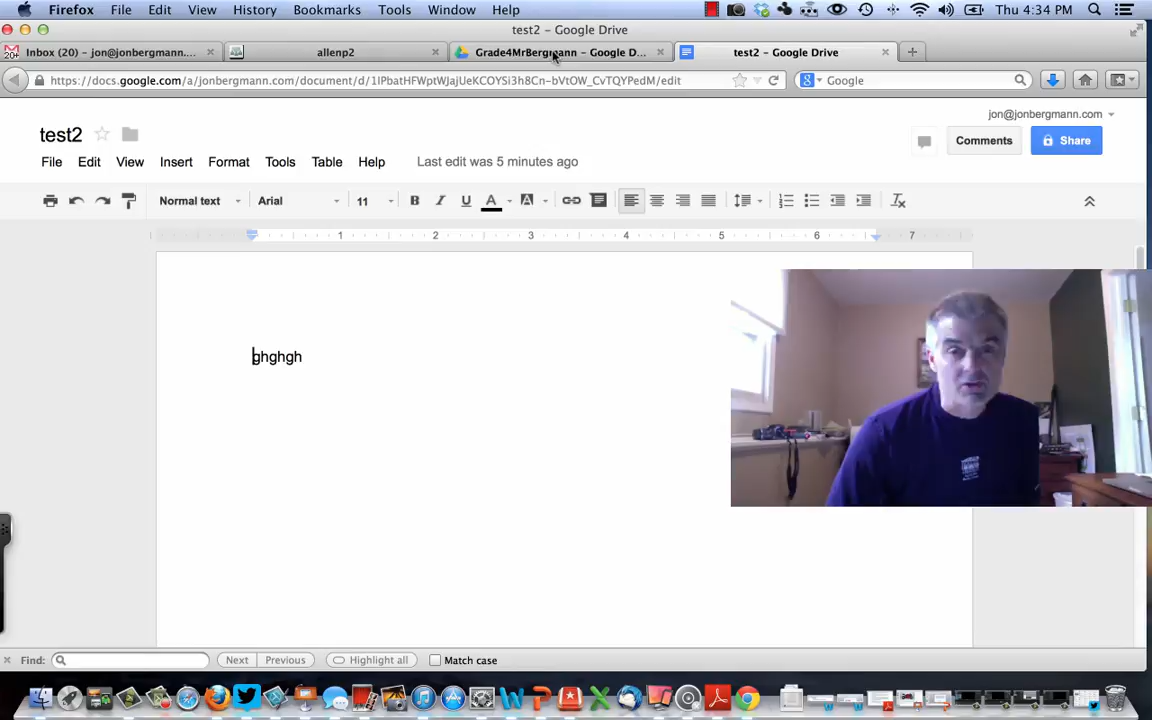 Firefox File Edit View History Bookmarks Tools Window Help Thu 4:34 PM
test2 – Google Drive
Inbox (20) – jon@jonbergmann.... allenp2 Grade4MrBergmann – Google D... test2 – Google Drive
https://docs.google.com/a/jonbergmann.com/document/d/1lPbatHFWptWJajUeKCOYSi3h8Cn-bVtOW_CvTQYPedM/edit Google
jon@jonbergmann.com
test2
Comments Share
File Edit View Insert Format Tools Table Help Last edit was 5 minutes ago
Normal text Arial 11 B I U A A
1 2 3 4 5 6 7
ghghgh
Find: Next Previous Highlight all Match case